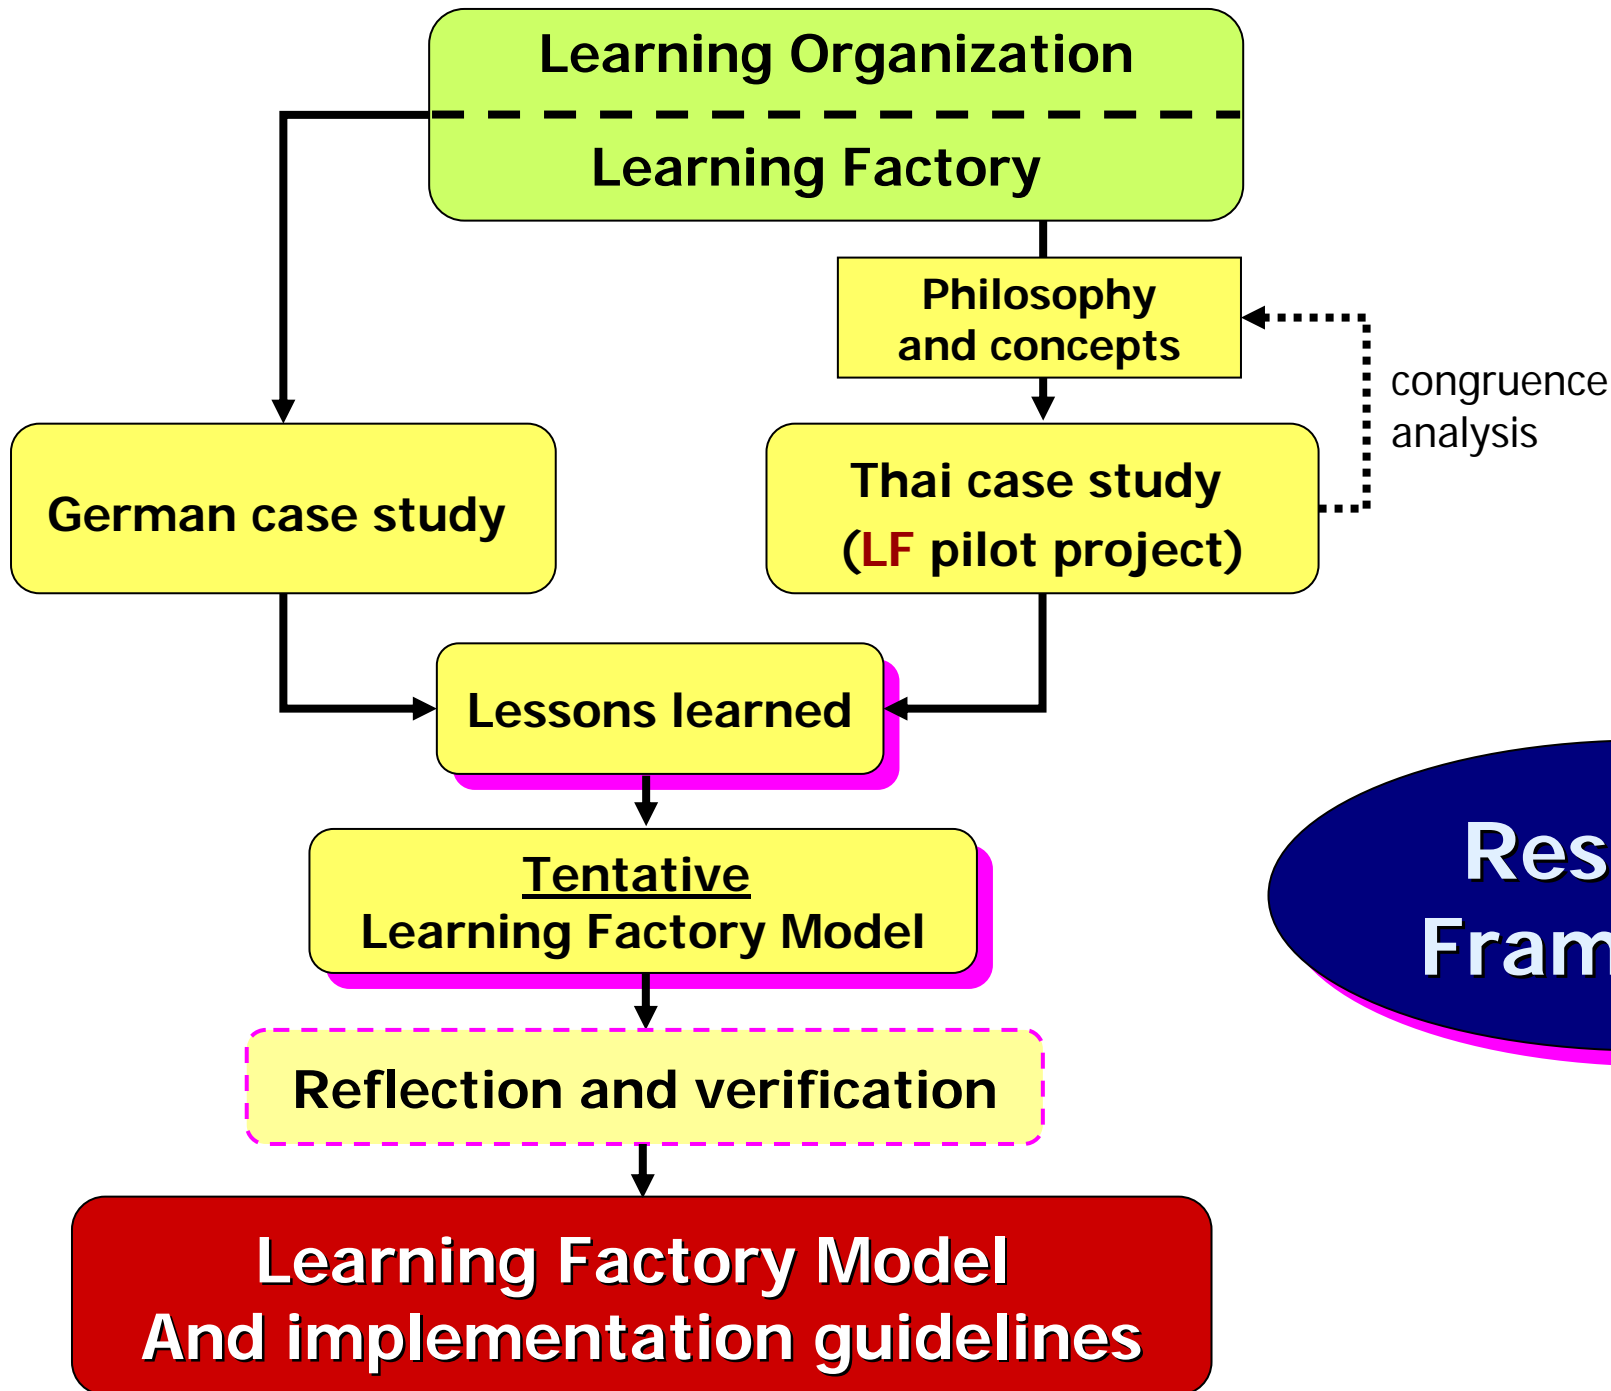 Learning Organization
Learning Factory
Philosophy
and concepts
congruence
analysis
German case study
Thai case study
(LF pilot project)
Lessons learned
Tentative
Learning Factory Model
Res
Fram
Reflection and verification
Learning Factory Model
And implementation guidelines